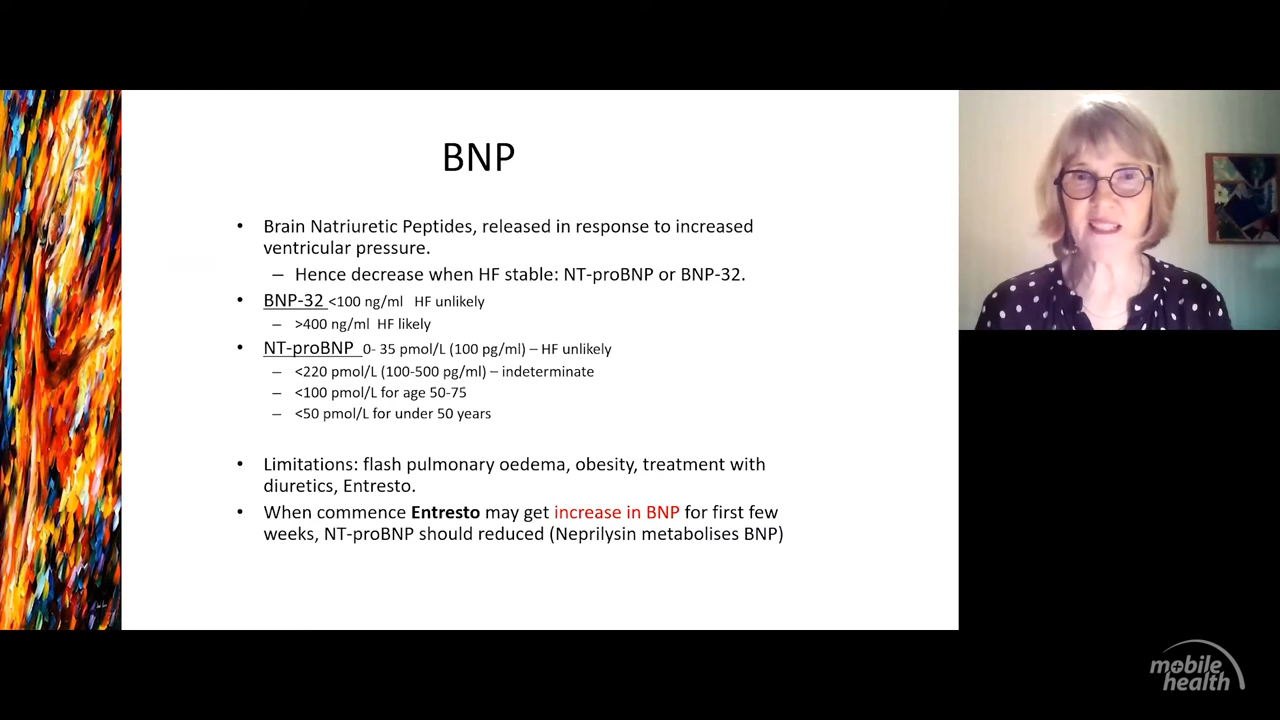 BNP
• Brain Natriuretic Peptides, released in response to increased
ventricular pressure.
– Hence decrease when HF stable: NT-proBNP or BNP-32.
• BNP-32 <100 ng/ml HF unlikely
– >400 ng/ml HF likely
• NT-proBNP 0- 35 pmol/L (100 pg/ml) – HF unlikely
– <220 pmol/L (100-500 pg/ml) – indeterminate
– <100 pmol/L for age 50-75
– <50 pmol/L for under 50 years
• Limitations: flash pulmonary oedema, obesity, treatment with
diuretics, Entresto.
• When commence Entresto may get increase in BNP for first few
weeks, NT-proBNP should reduced (Neprilysin metabolises BNP)
mobile
health